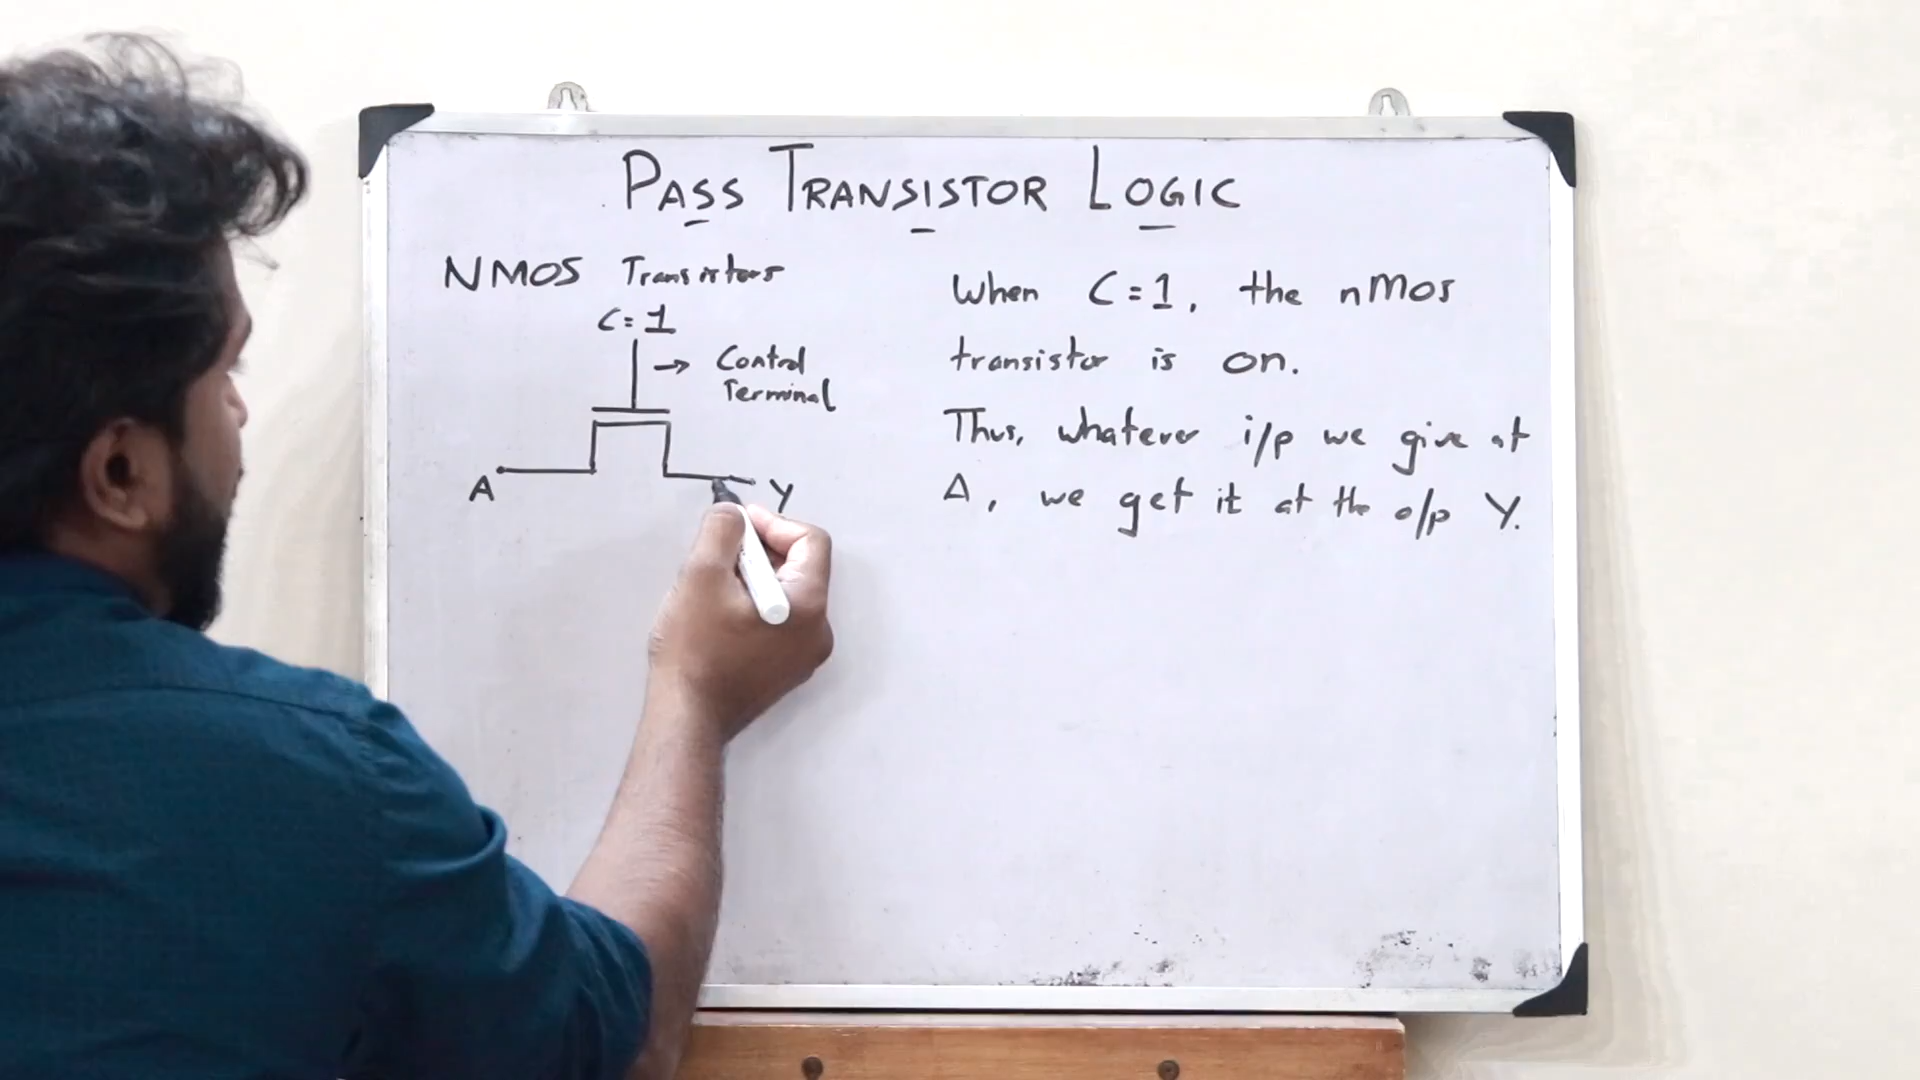 PASS TRANSISTOR LOGIC
NMOS Transistors
C=1
→ Control
Terminal
A
Y
When C=1, the nMOS
transistor is on.
Thus, whatever i/p we give at
A, we get it at the o/p Y.